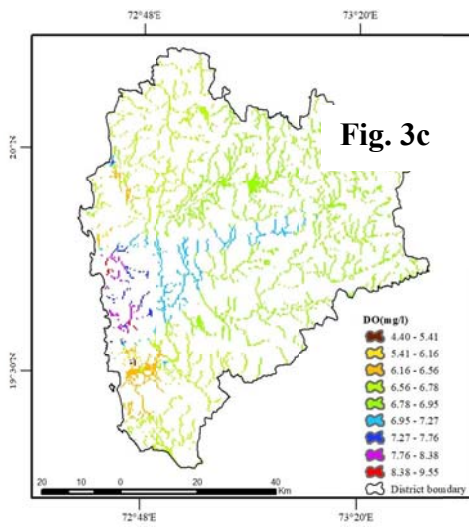 72°48'E 73°20'E
20°N
Fig. 3c
19°30'N
DO(mg/l)
4.40 - 5.41
5.41 - 6.16
6.16 - 6.56
6.56 - 6.78
6.78 - 6.95
6.95 - 7.27
7.27 - 7.76
7.76 - 8.38
8.38 - 9.55
District boundary
20 10 0 20 40
Km
72°48'E 73°20'E